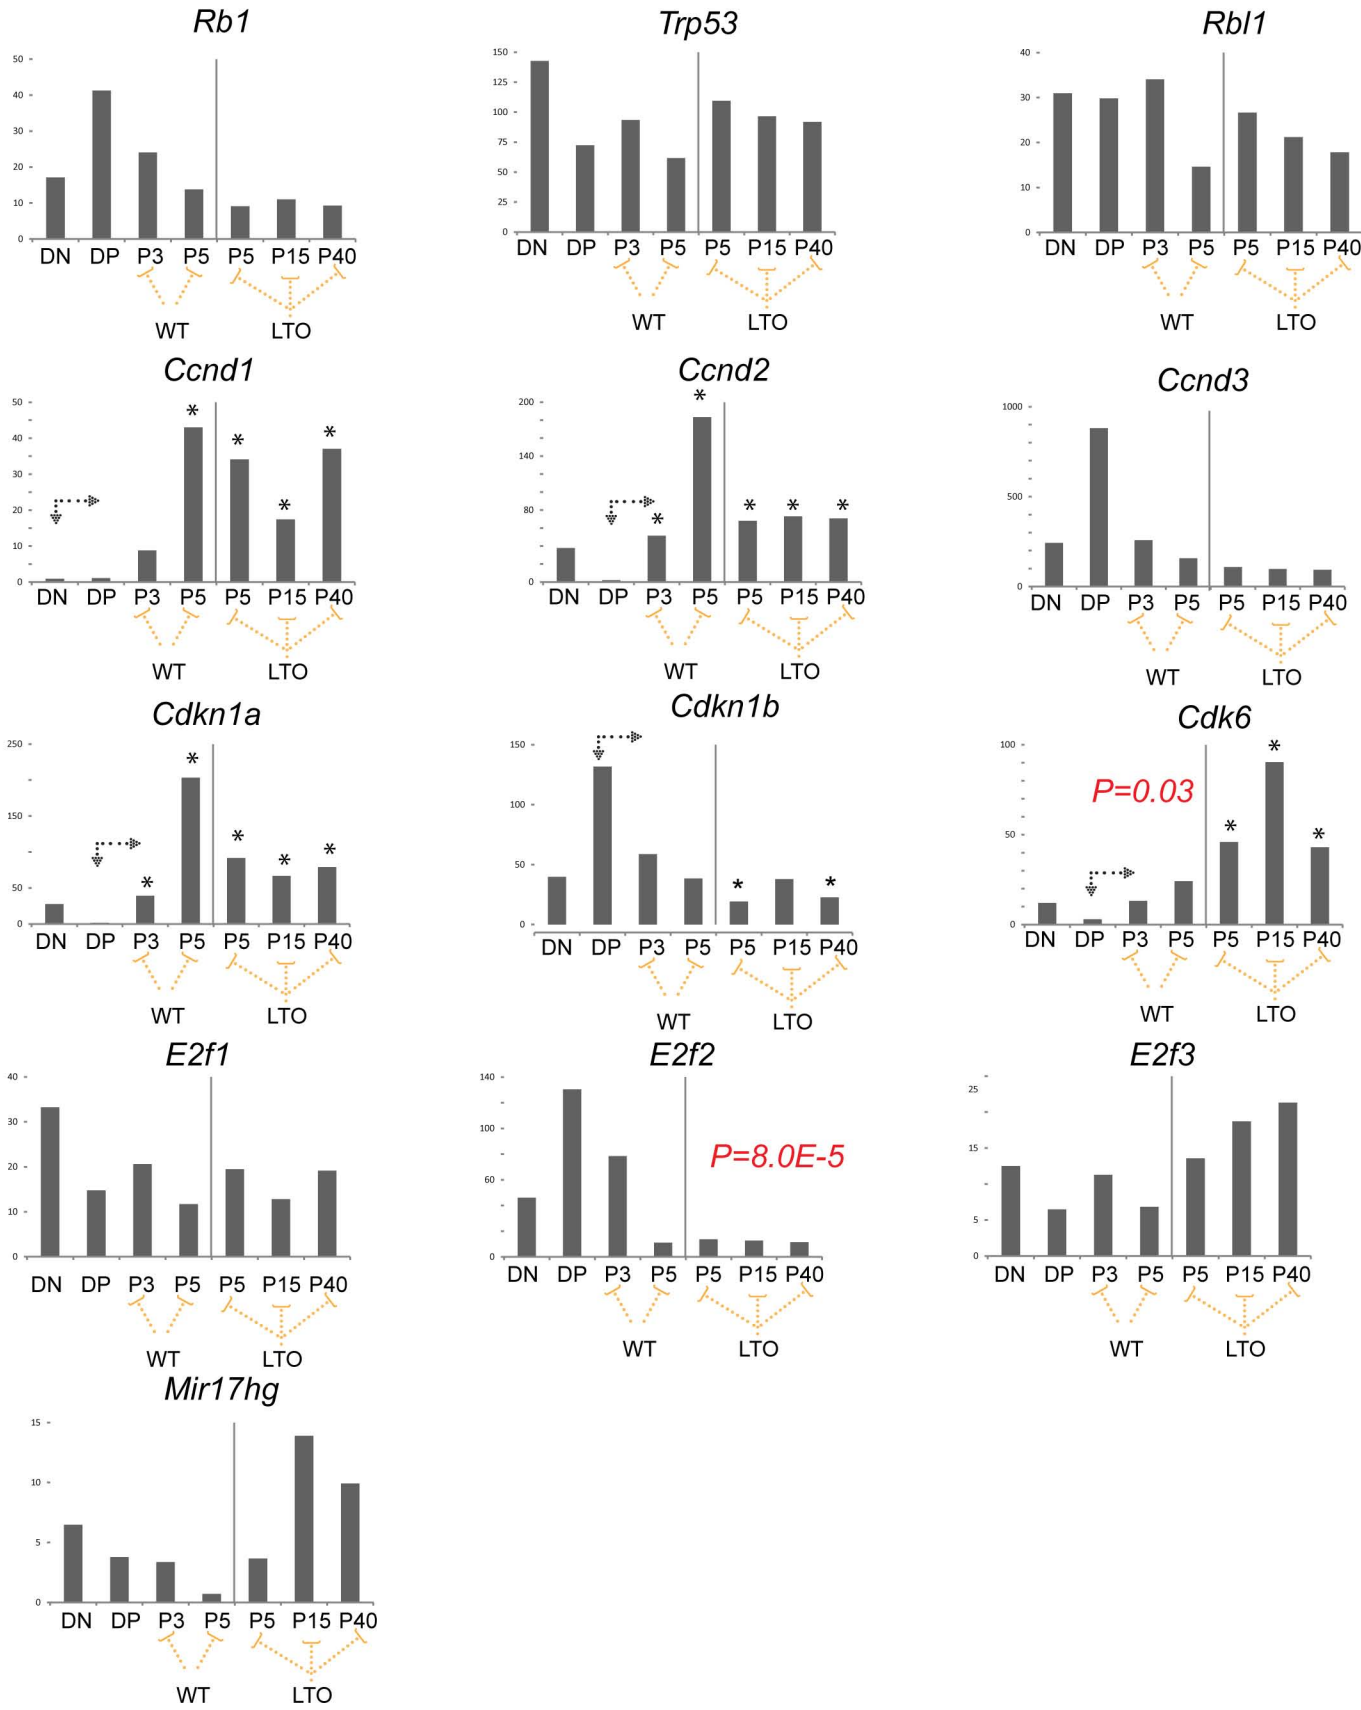 Rb1
50
40
30
20
10
0
DN DP P3 P5 P5 P15 P40
WT LTO
Trp53
150
125
100
75
50
25
0
DN DP P3 P5 P5 P15 P40
WT LTO
Rbl1
40
30
20
10
0
DN DP P3 P5 P5 P15 P40
WT LTO
Ccnd1
50
40
30
20
10
0
* * * *
DN DP P3 P5 P5 P15 P40
WT LTO
Ccnd2
200
140
80
0
* * * * *
DN DP P3 P5 P5 P15 P40
WT LTO
Ccnd3
1000
500
0
DN DP P3 P5 P5 P15 P40
WT LTO
Cdkn1a
250
150
50
0
* * * * *
DN DP P3 P5 P5 P15 P40
WT LTO
Cdkn1b
150
100
50
0
* *
DN DP P3 P5 P5 P15 P40
WT LTO
Cdk6
100
50
0
P=0.03
* * *
DN DP P3 P5 P5 P15 P40
WT LTO
E2f1
40
30
20
10
0
DN DP P3 P5 P5 P15 P40
WT LTO
E2f2
140
100
60
0
P=8.0E-5
DN DP P3 P5 P5 P15 P40
WT LTO
E2f3
25
15
5
0
DN DP P3 P5 P5 P15 P40
WT LTO
Mir17hg
15
10
5
0
DN DP P3 P5 P5 P15 P40
WT LTO